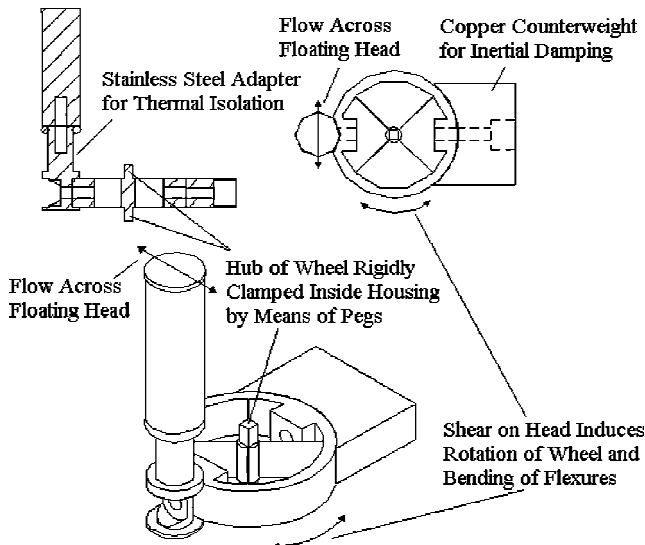 Flow Across
Floating Head
Copper Counterweight
for Inertial Damping
Stainless Steel Adapter
for Thermal Isolation
Flow Across
Floating Head
Hub of Wheel Rigidly
Clamped Inside Housing
by Means of Pegs
Shear on Head Induces
Rotation of Wheel and
Bending of Flexures